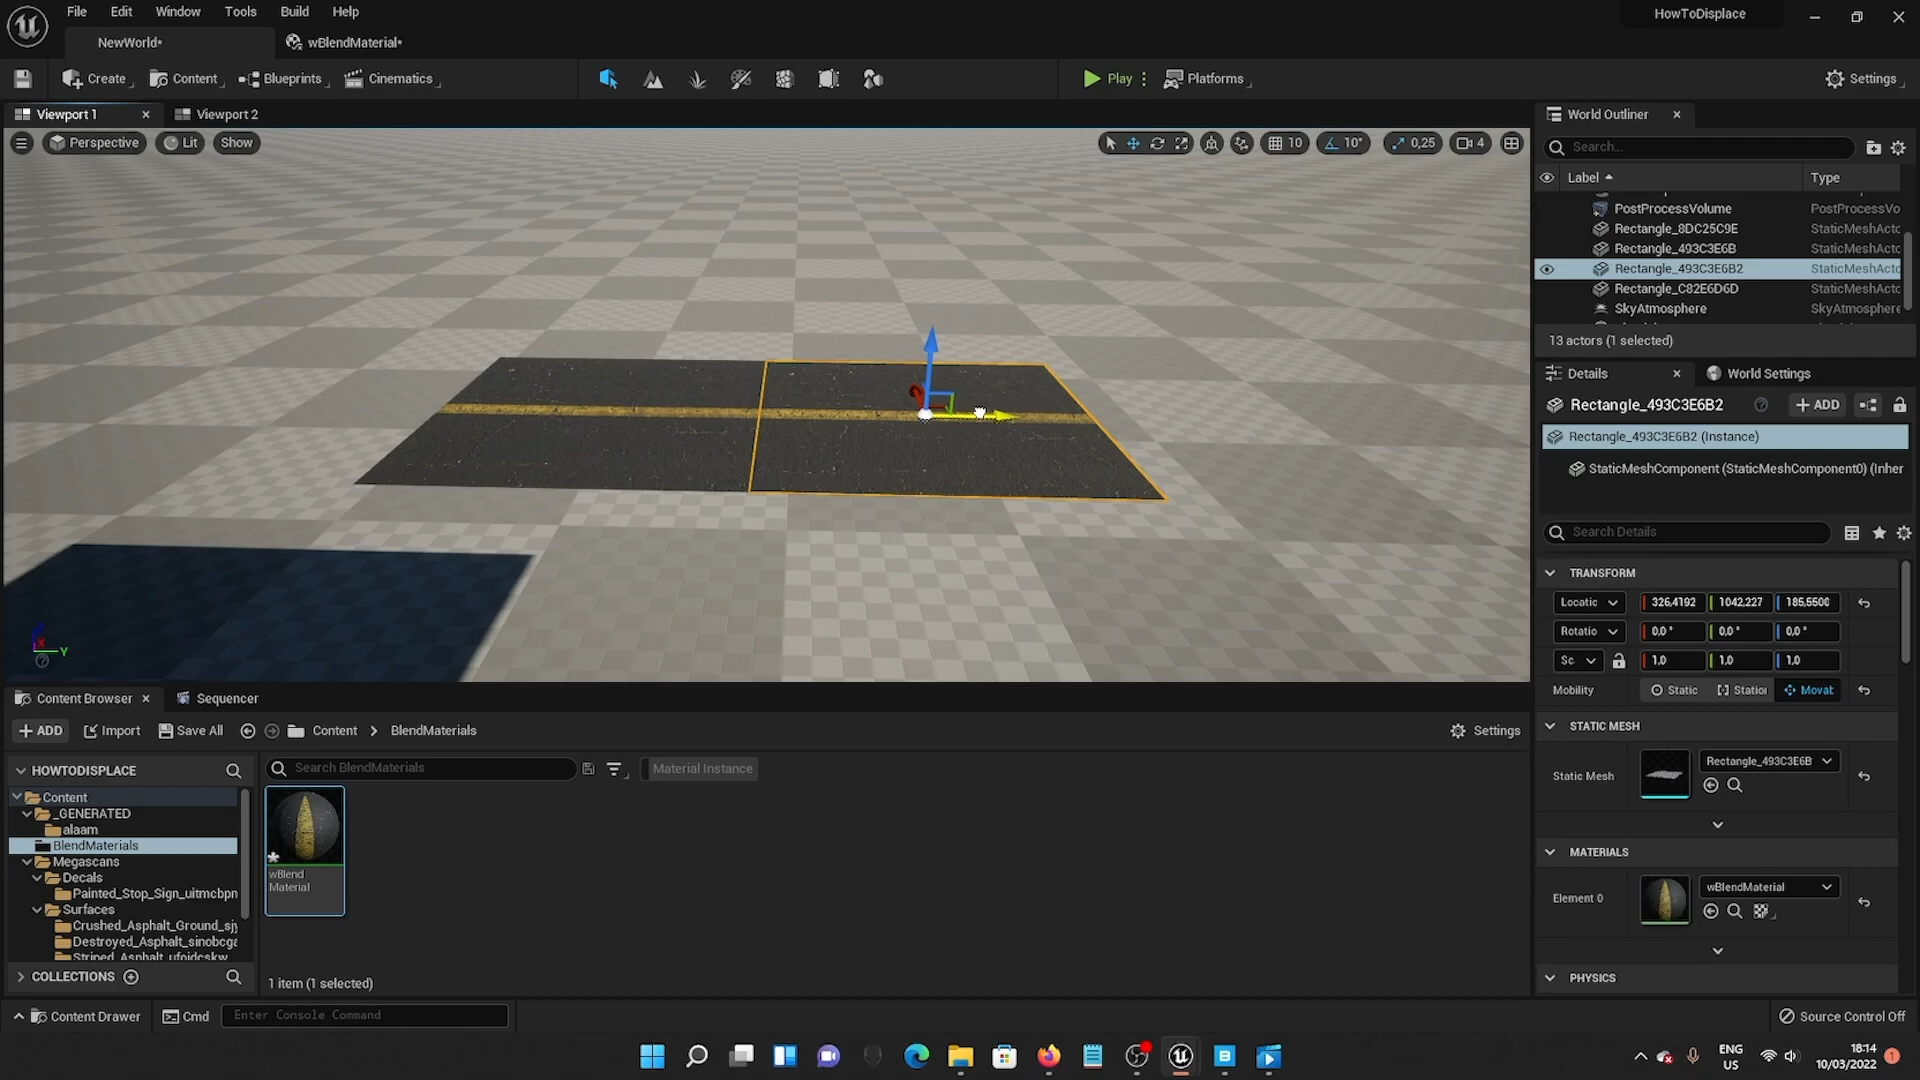 File Edit Window Tools Build Help
HowToDisplace
NewWorld*
wBlendMaterial*
Create
Content
Blueprints
Cinematics
Play
Platforms
Settings
Viewport 1
Viewport 2
Perspective
Lit
Show
10
10°
0,25
4
World Outliner
Search...
Label
Type
PostProcessVolume PostProcessVo
Rectangle_8DC25C9E StaticMeshActo
Rectangle_493C3E6B StaticMeshActo
Rectangle_493C3E6B2 StaticMeshActo
Rectangle_C82E6D6D StaticMeshActo
SkyAtmosphere SkyAtmosphere
13 actors (1 selected)
Details
World Settings
Rectangle_493C3E6B2
+ ADD
Rectangle_493C3E6B2 (Instance)
StaticMeshComponent (StaticMeshComponent0) (Inher
Search Details
TRANSFORM
Locatic 326,4192 1042,227 185,5500
Rotatio 0,0° 0,0° 0,0°
Sc. 1,0 1,0 1,0
Mobility Static Station Movat
STATIC MESH
Static Mesh
Rectangle_493C3E6B
MATERIALS
Element 0
wBlendMaterial
PHYSICS
X Y
Content Browser
Sequencer
+ ADD
Import
Save All
Content > BlendMaterials
Settings
HOWTODISPLACE
Search BlendMaterials
Material Instance
Content
_GENERATED
alaam
BlendMaterials
Megascans
Decals
Painted_Stop_Sign_uitmcbpn
Surfaces
Crushed_Asphalt_Ground_sjy
Destroyed_Asphalt_sinobcga
Striped_Asphalt_ufoidcskw
wBlend
Material
COLLECTIONS
1 item (1 selected)
Content Drawer
Cmd
Enter Console Command
Source Control Off
ENG
US
18:14
10/03/2022
1